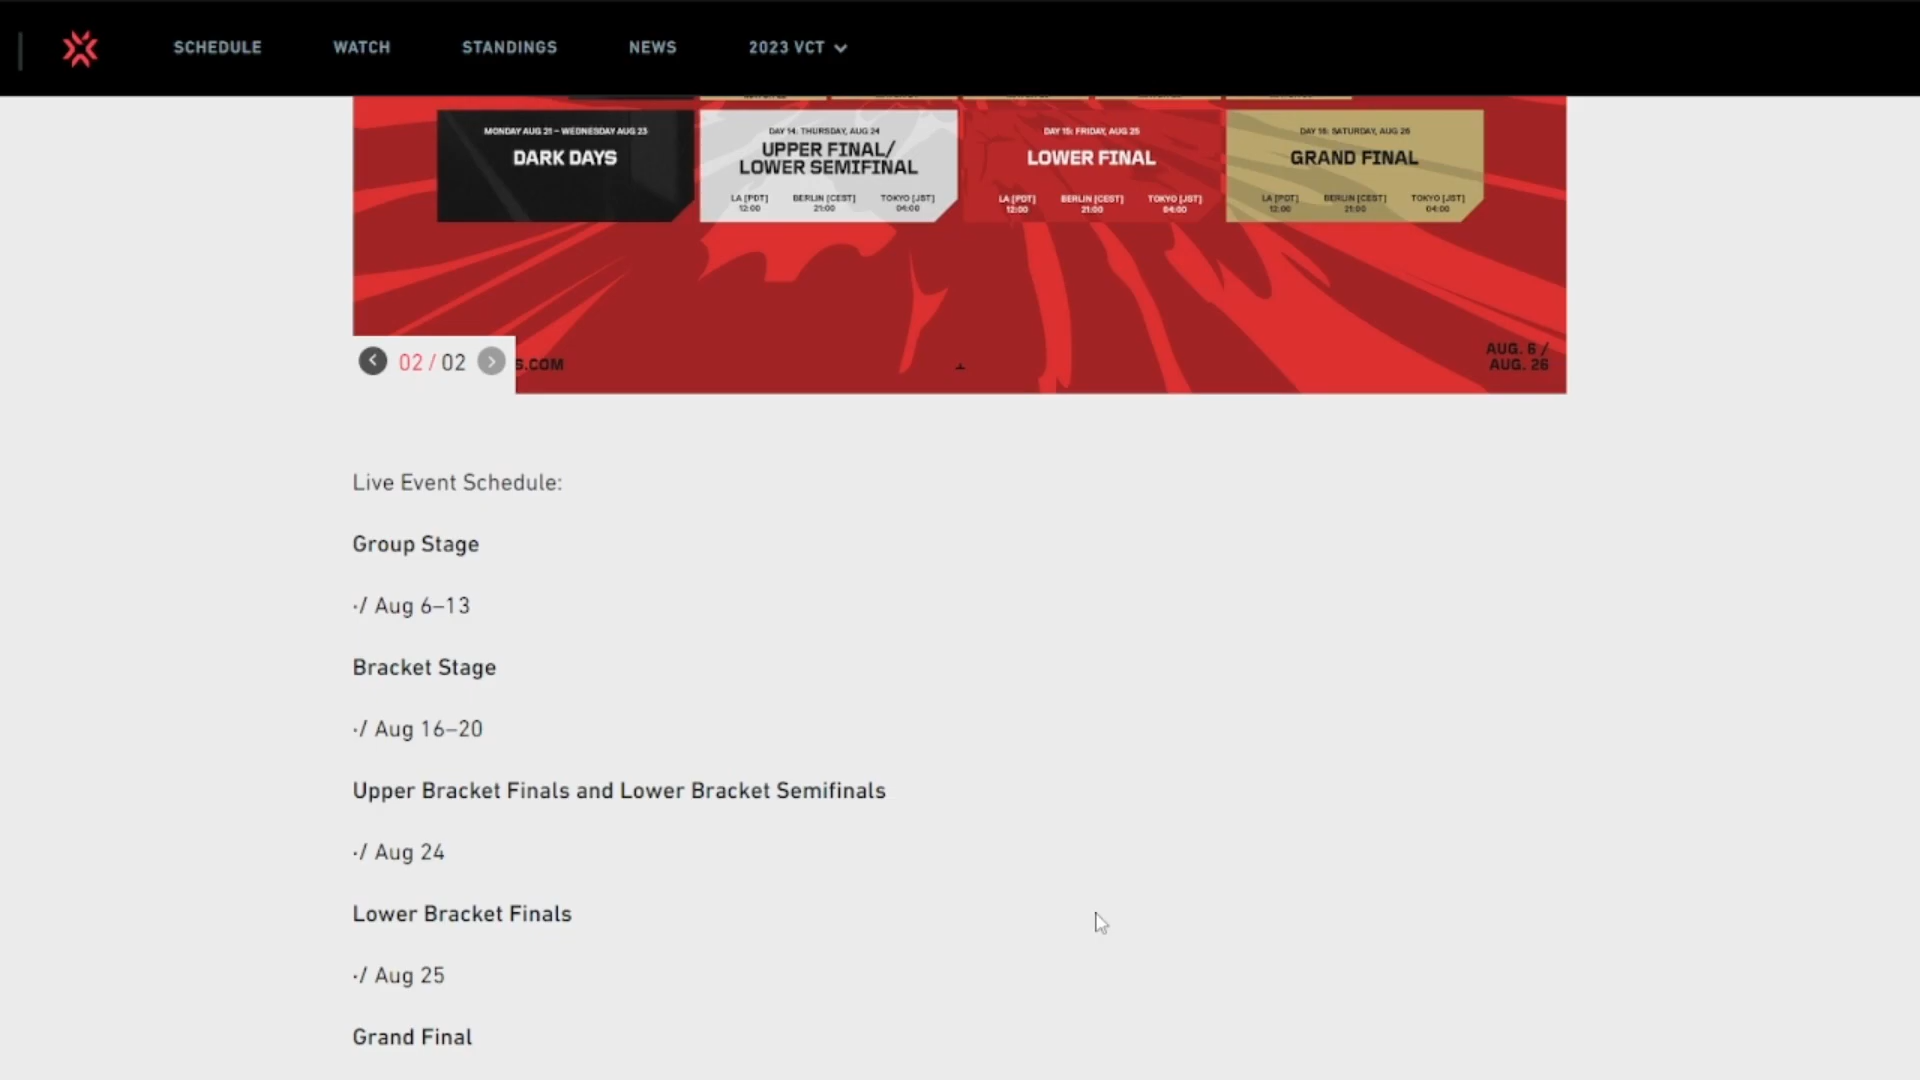 SCHEDULE WATCH STANDINGS NEWS 2023 VCT
MONDAY AUG 21 – WEDNESDAY AUG 23
DARK DAYS
DAY 14: THURSDAY, AUG 24
UPPER FINAL/
LOWER SEMIFINAL
LA [PDT] BERLIN [CEST] TOKYO [JST]
12:00 21:00 04:00
DAY 15: FRIDAY, AUG 25
LOWER FINAL
LA [PDT] BERLIN [CEST] TOKYO [JST]
12:00 21:00 04:00
DAY 16: SATURDAY, AUG 26
GRAND FINAL
LA [PDT] BERLIN [CEST] TOKYO [JST]
12:00 21:00 04:00
02 / 02
S.COM
AUG. 6 /
AUG. 26
Live Event Schedule:
Group Stage
·/ Aug 6–13
Bracket Stage
·/ Aug 16–20
Upper Bracket Finals and Lower Bracket Semifinals
·/ Aug 24
Lower Bracket Finals
·/ Aug 25
Grand Final